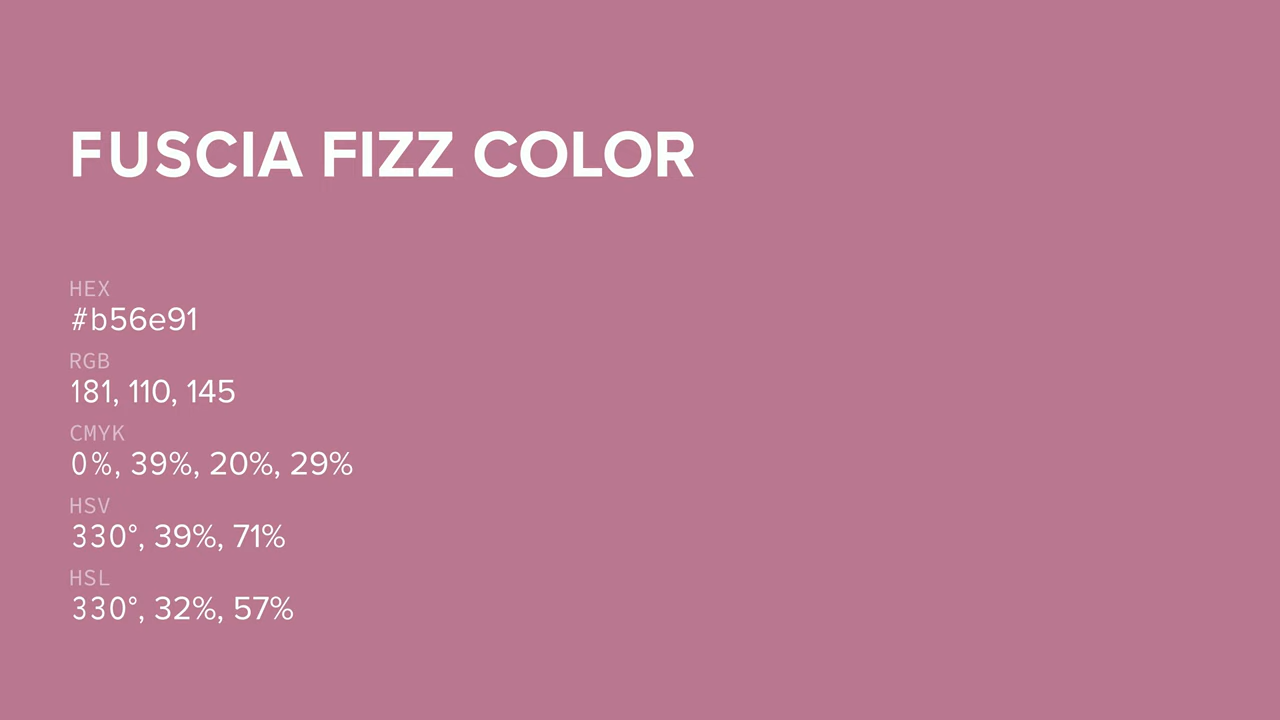 FUSCIA FIZZ COLOR
HEX
#b56e91
RGB
181, 110, 145
CMYK
0%, 39%, 20%, 29%
HSV
330°, 39%, 71%
HSL
330°, 32%, 57%